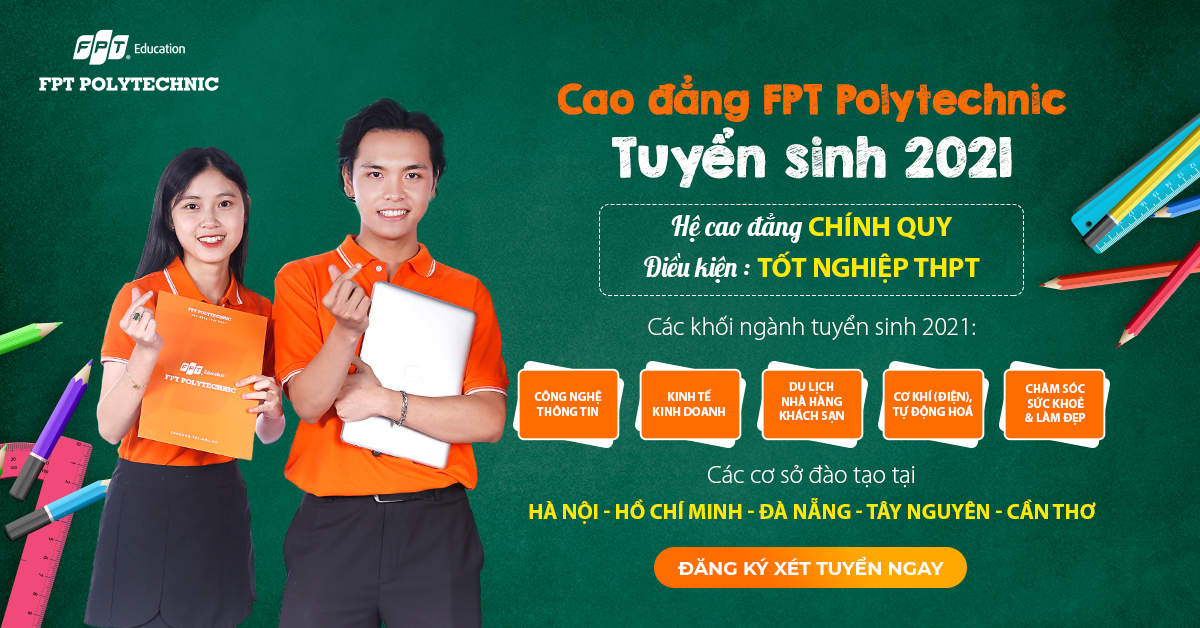 FPT Education
FPT POLYTECHNIC
Cao đẳng FPT Polytechnic
Tuyển sinh 2021
Hệ cao đẳng CHÍNH QUY
Điều kiện : TỐT NGHIỆP THPT
Các khối ngành tuyển sinh 2021:
CÔNG NGHỆ
THÔNG TIN
KINH TẾ
KINH DOANH
DU LỊCH
NHÀ HÀNG
KHÁCH SẠN
CƠ KHÍ (ĐIỆN),
TỰ ĐỘNG HOÁ
CHĂM SÓC
SỨC KHOẺ
& LÀM ĐẸP
Các cơ sở đào tạo tại
HÀ NỘI - HỒ CHÍ MINH - ĐÀ NẴNG - TÂY NGUYÊN - CẦN THƠ
ĐĂNG KÝ XÉT TUYỂN NGAY
FPT POLYTECHNIC
FPT Education
FPT POLYTECHNIC